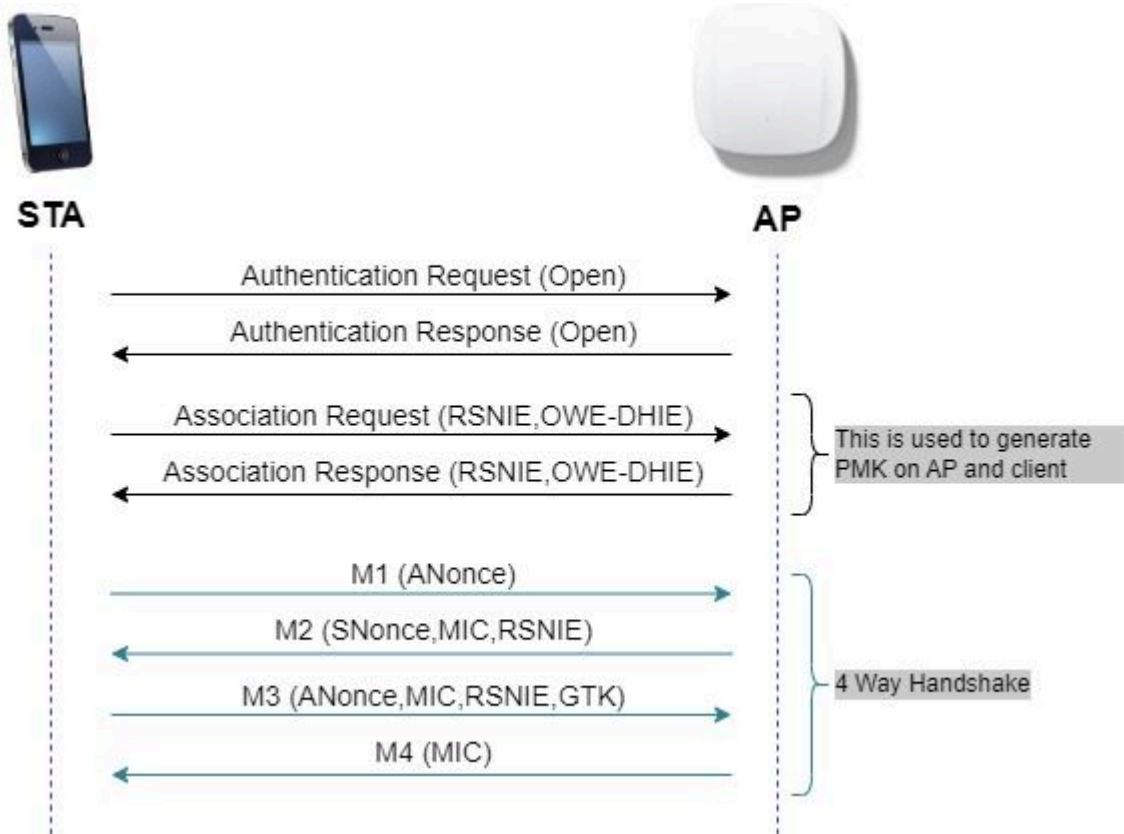 STA
AP
Authentication Request (Open)
Authentication Response (Open)
Association Request (RSNIE,OWE-DHIE)
Association Response (RSNIE,OWE-DHIE)
This is used to generate
PMK on AP and client
M1 (ANonce)
M2 (SNonce,MIC,RSNIE)
M3 (ANonce,MIC,RSNIE,GTK)
M4 (MIC)
4 Way Handshake